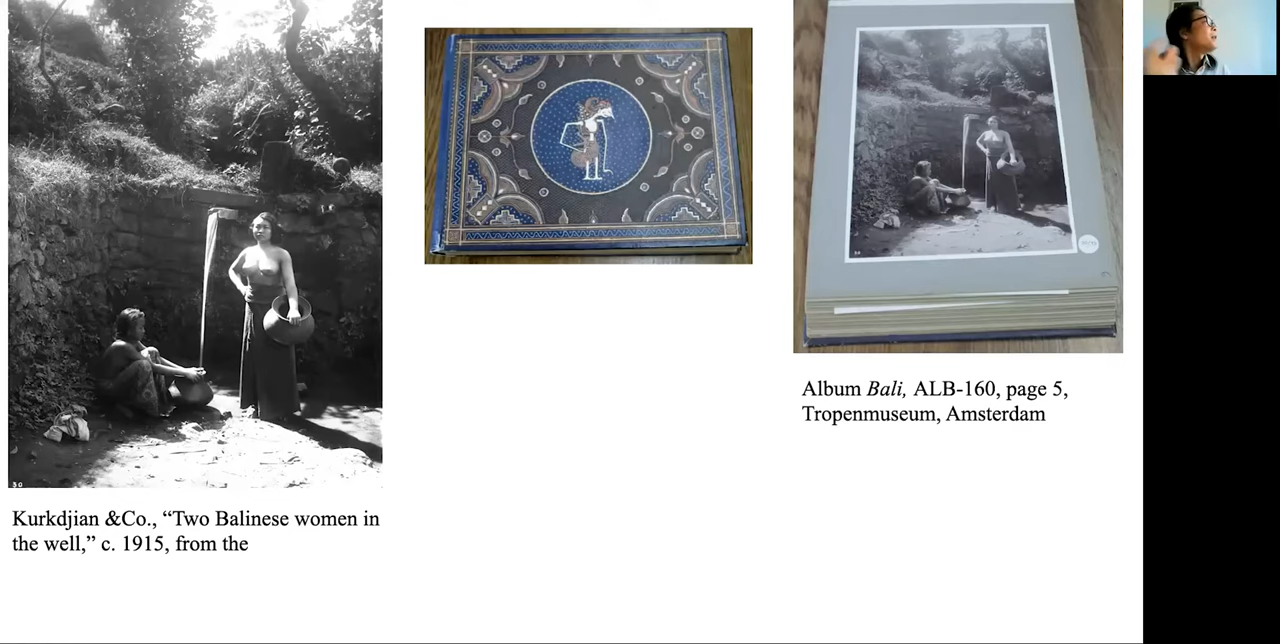 30
Kurkdjian &Co., “Two Balinese women in
the well,” c. 1915, from the
Album Bali, ALB-160, page 5,
Tropenmuseum, Amsterdam